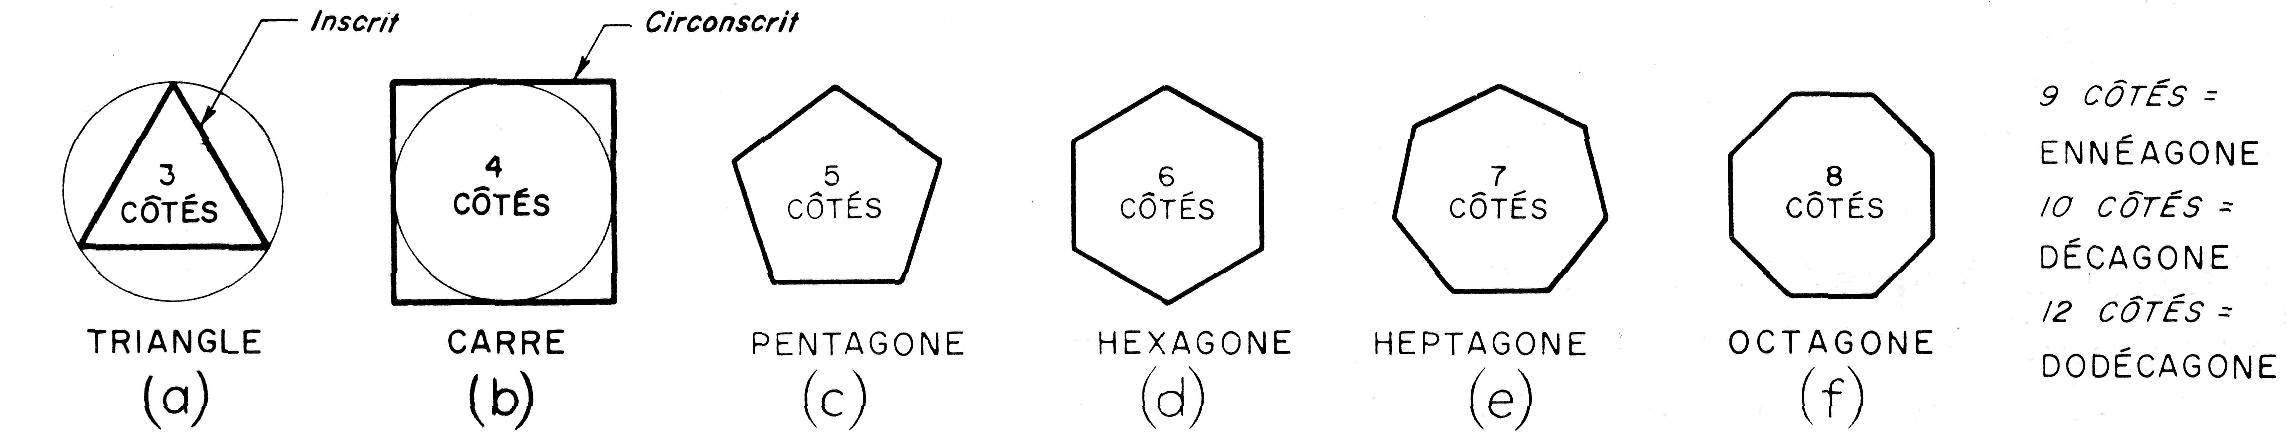 Inscrit
Circonscrit
3
CÔTÉS
TRIANGLE
(a)
4
CÔTÉS
CARRE
(b)
5
CÔTÉS
PENTAGONE
(c)
6
CÔTÉS
HEXAGONE
(d)
7
CÔTÉS
HEPTAGONE
(e)
8
CÔTÉS
OCTAGONE
(f)
9 CÔTÉS =
ENNÉAGONE
10 CÔTÉS =
DÉCAGONE
12 CÔTÉS =
DODÉCAGONE